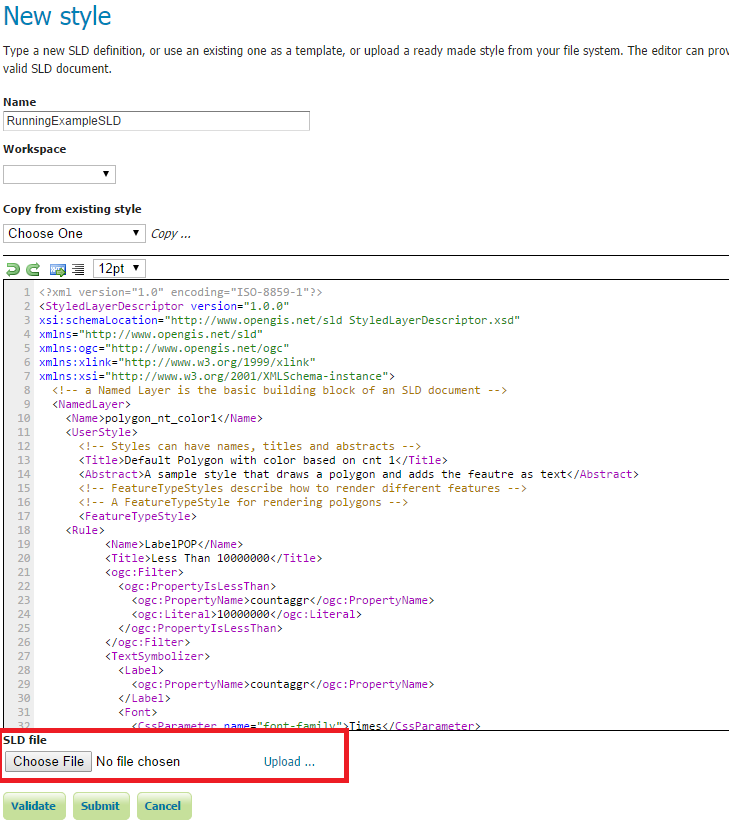 New style
Type a new SLD definition, or use an existing one as a template, or upload a ready made style from your file system. The editor can prov
valid SLD document.
Name
RunningExampleSLD
Workspace
Copy from existing style
Choose One Copy ...
12pt
1 <?xml version="1.0" encoding="ISO-8859-1"?>
2 <StyledLayerDescriptor version="1.0.0"
3 xsi:schemaLocation="http://www.opengis.net/sld StyledLayerDescriptor.xsd"
4 xmlns="http://www.opengis.net/sld"
5 xmlns:ogc="http://www.opengis.net/ogc"
6 xmlns:xlink="http://www.w3.org/1999/xlink"
7 xmlns:xsi="http://www.w3.org/2001/XMLSchema-instance">
8 <!-- a Named Layer is the basic building block of an SLD document -->
9 <NamedLayer>
10 <Name>polygon_nt_color1</Name>
11 <UserStyle>
12 <!-- Styles can have names, titles and abstracts -->
13 <Title>Default Polygon with color based on cnt 1</Title>
14 <Abstract>A sample style that draws a polygon and adds the feautre as text</Abstract>
15 <!-- FeatureTypeStyles describe how to render different features -->
16 <!-- A FeatureTypeStyle for rendering polygons -->
17 <FeatureTypeStyle>
18 <Rule>
19 <Name>LabelPOP</Name>
20 <Title>Less Than 10000000</Title>
21 <ogc:Filter>
22 <ogc:PropertyIsLessThan>
23 <ogc:PropertyName>countaggr</ogc:PropertyName>
24 <ogc:Literal>10000000</ogc:Literal>
25 </ogc:PropertyIsLessThan>
26 </ogc:Filter>
27 <TextSymbolizer>
28 <Label>
29 <ogc:PropertyName>countaggr</ogc:PropertyName>
30 </Label>
31 <Font>
32 <CssParameter name="font-family">Times</CssParameter>
SLD file
Choose File No file chosen Upload ...
Validate Submit Cancel